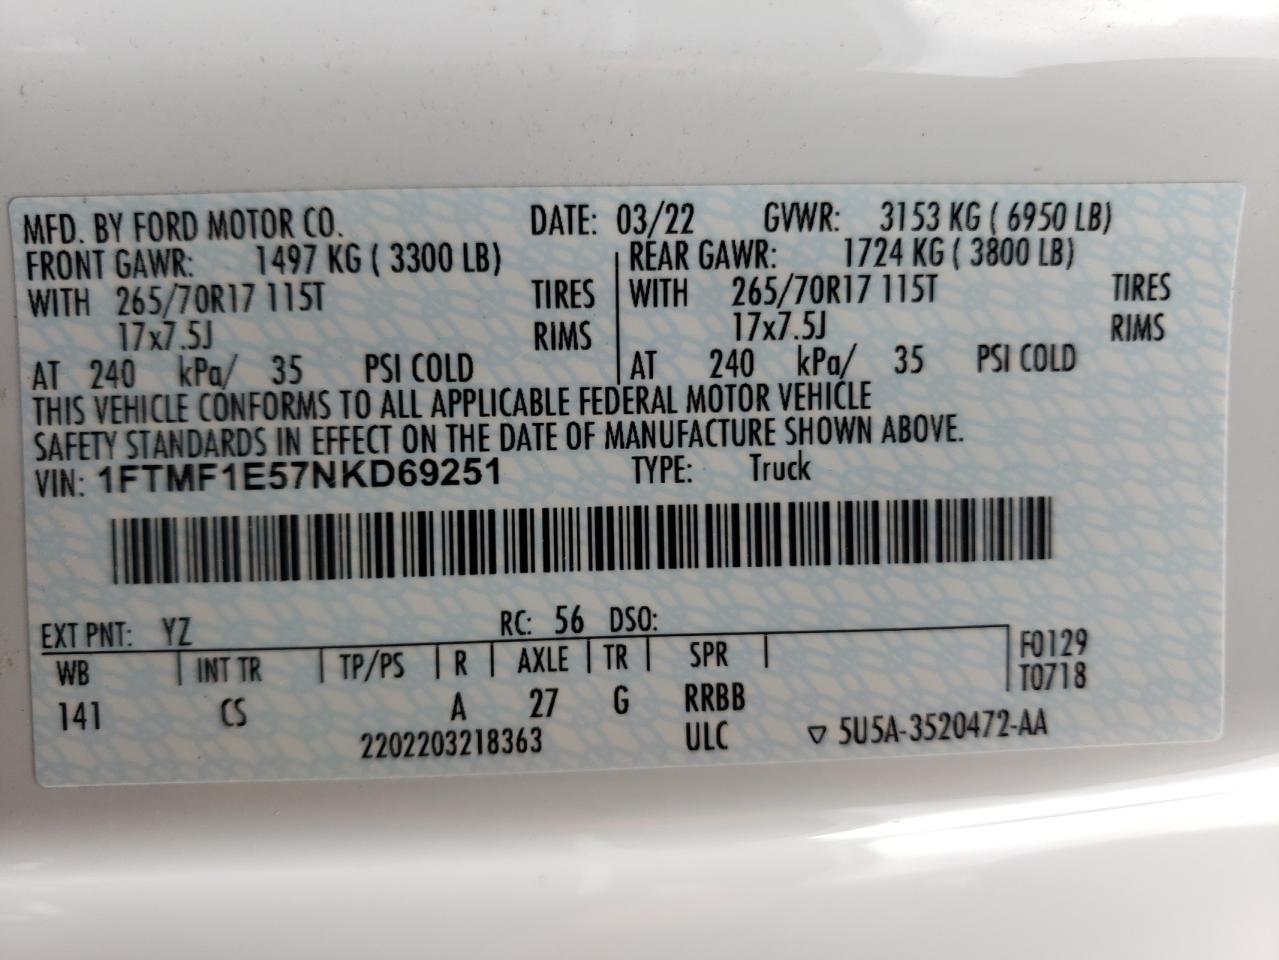 MFD. BY FORD MOTOR CO. DATE: 03/22 GVWR: 3153 KG ( 6950 LB)
FRONT GAWR: 1497 KG ( 3300 LB) REAR GAWR: 1724 KG ( 3800 LB)
WITH 265/70R17 115T TIRES WITH 265/70R17 115T TIRES
17x7.5J RIMS 17x7.5J RIMS
AT 240 kPa/ 35 PSI COLD AT 240 kPa/ 35 PSI COLD
THIS VEHICLE CONFORMS TO ALL APPLICABLE FEDERAL MOTOR VEHICLE
SAFETY STANDARDS IN EFFECT ON THE DATE OF MANUFACTURE SHOWN ABOVE.
VIN: 1FTMF1E57NKD69251 TYPE: Truck
EXT PNT: YZ RC: 56 DSO:
WB INT TR TP/PS R AXLE TR SPR F0129
T0718
141 CS A 27 G RRBB
2202203218363 ULC ▽ 5U5A-3520472-AA